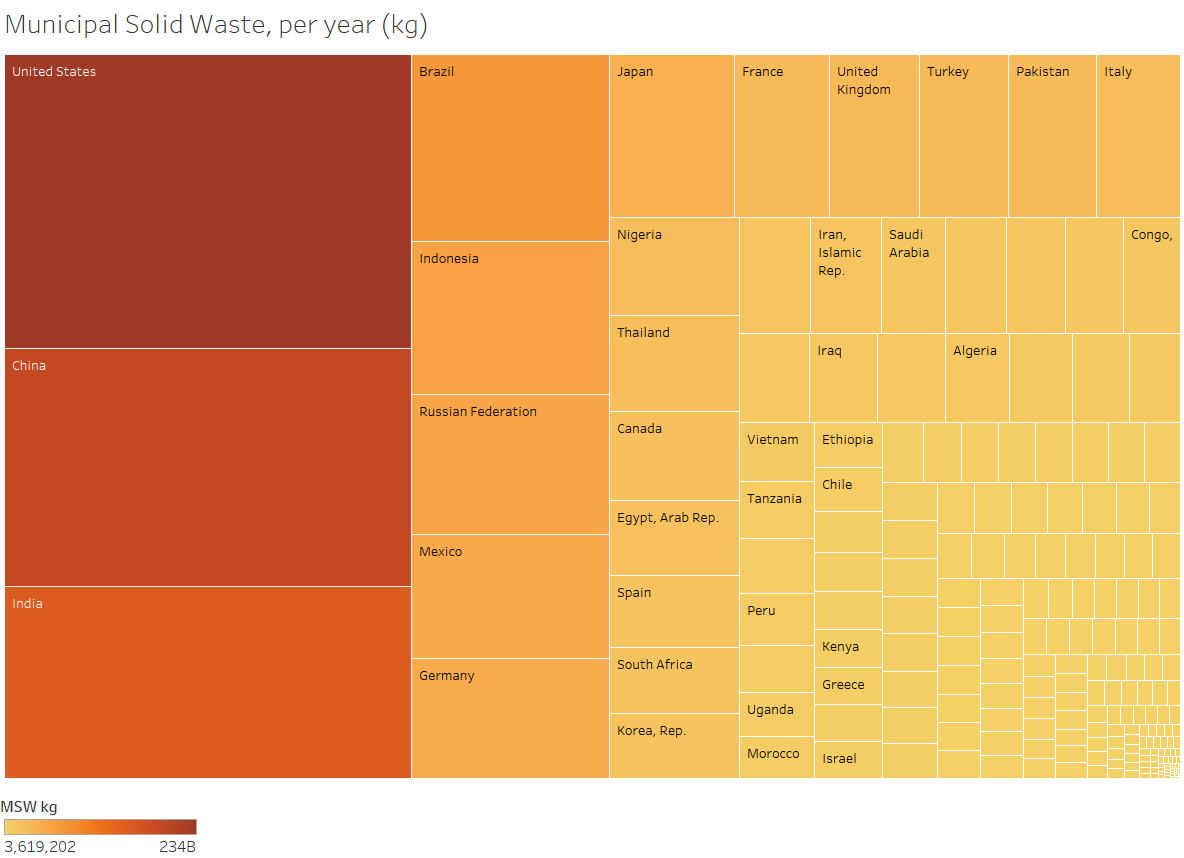 Municipal Solid Waste, per year (kg)
United States
Brazil
Japan
France
United
Kingdom
Turkey
Pakistan
Italy
Nigeria
Iran,
Islamic
Rep.
Saudi
Arabia
Congo,
Indonesia
Thailand
Iraq
Algeria
China
Russian Federation
Canada
Vietnam
Ethiopia
Chile
Tanzania
Egypt, Arab Rep.
Mexico
India
Spain
Peru
Kenya
South Africa
Germany
Greece
Uganda
Korea, Rep.
Morocco
Israel
MSW kg
3,619,202
234B